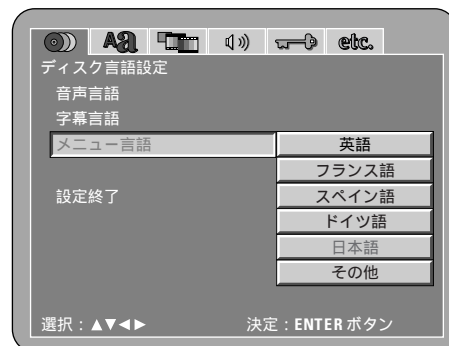 Aあ etc.
ディスク言語設定
音声言語
字幕言語
メニュー言語
英語
フランス語
スペイン語
設定終了
ドイツ語
日本語
その他
選択：▲▼◀▶ 決定：ENTER ボタン